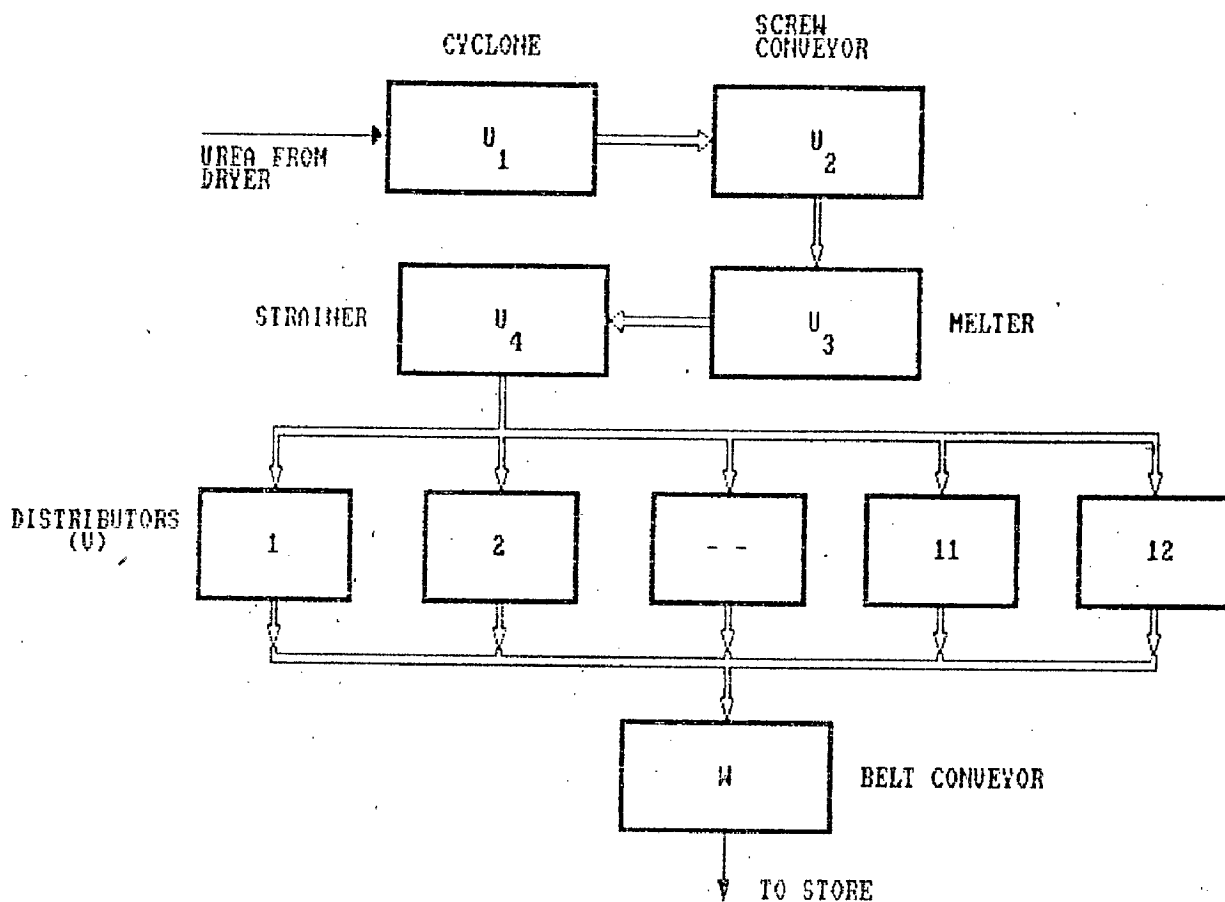 CYCLONE
SCREW
CONVEYOR
UREA FROM
DRYER
U
1
U
2
STRAINER
U
4
U
3
MELTER
DISTRIBUTORS
(V)
1
2
- -
11
12
W
BELT CONVEYOR
TO STORE